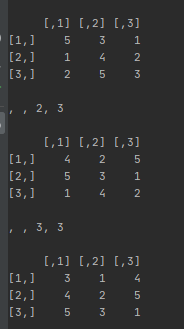 [,1] [,2] [,3]
[1,] 5 3 1
[2,] 1 4 2
[3,] 2 5 3
, , 2, 3
[,1] [,2] [,3]
[1,] 4 2 5
[2,] 5 3 1
[3,] 1 4 2
, , 3, 3
[,1] [,2] [,3]
[1,] 3 1 4
[2,] 4 2 5
[3,] 5 3 1